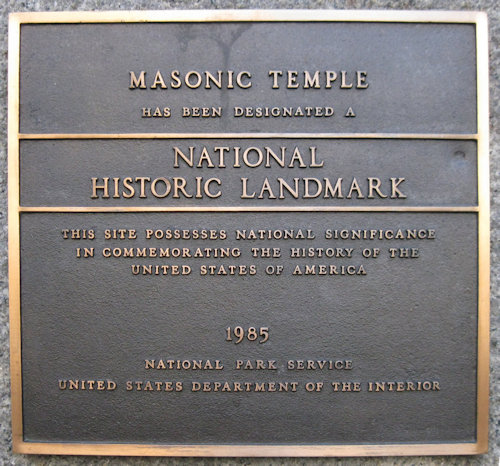 MASONIC TEMPLE
HAS BEEN DESIGNATED A
NATIONAL
HISTORIC LANDMARK
THIS SITE POSSESSES NATIONAL SIGNIFICANCE
IN COMMEMORATING THE HISTORY OF THE
UNITED STATES OF AMERICA
1985
NATIONAL PARK SERVICE
UNITED STATES DEPARTMENT OF THE INTERIOR